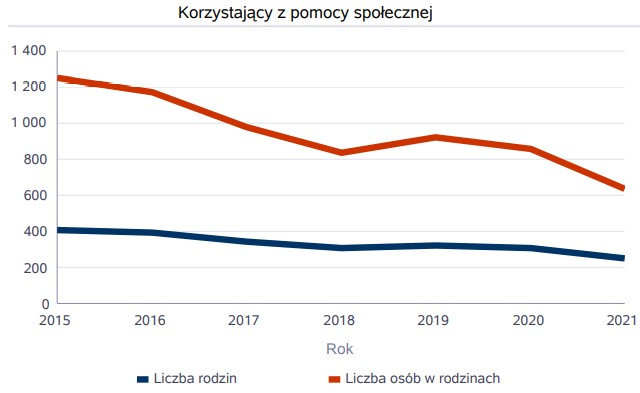 Korzystający z pomocy społecznej
1 400
1 200
1 000
800
600
400
200
0
2015 2016 2017 2018 2019 2020 2021
Rok
Liczba rodzin Liczba osób w rodzinach